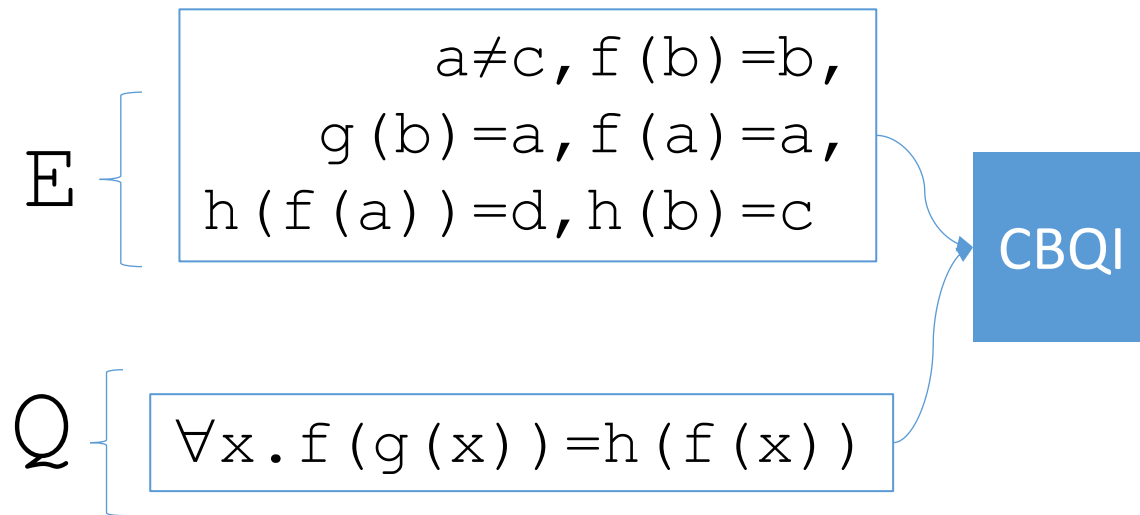 E
a≠c,f(b)=b,
g(b)=a,f(a)=a,
h(f(a))=d,h(b)=c
CBQI
Q
∀x.f(g(x))=h(f(x))